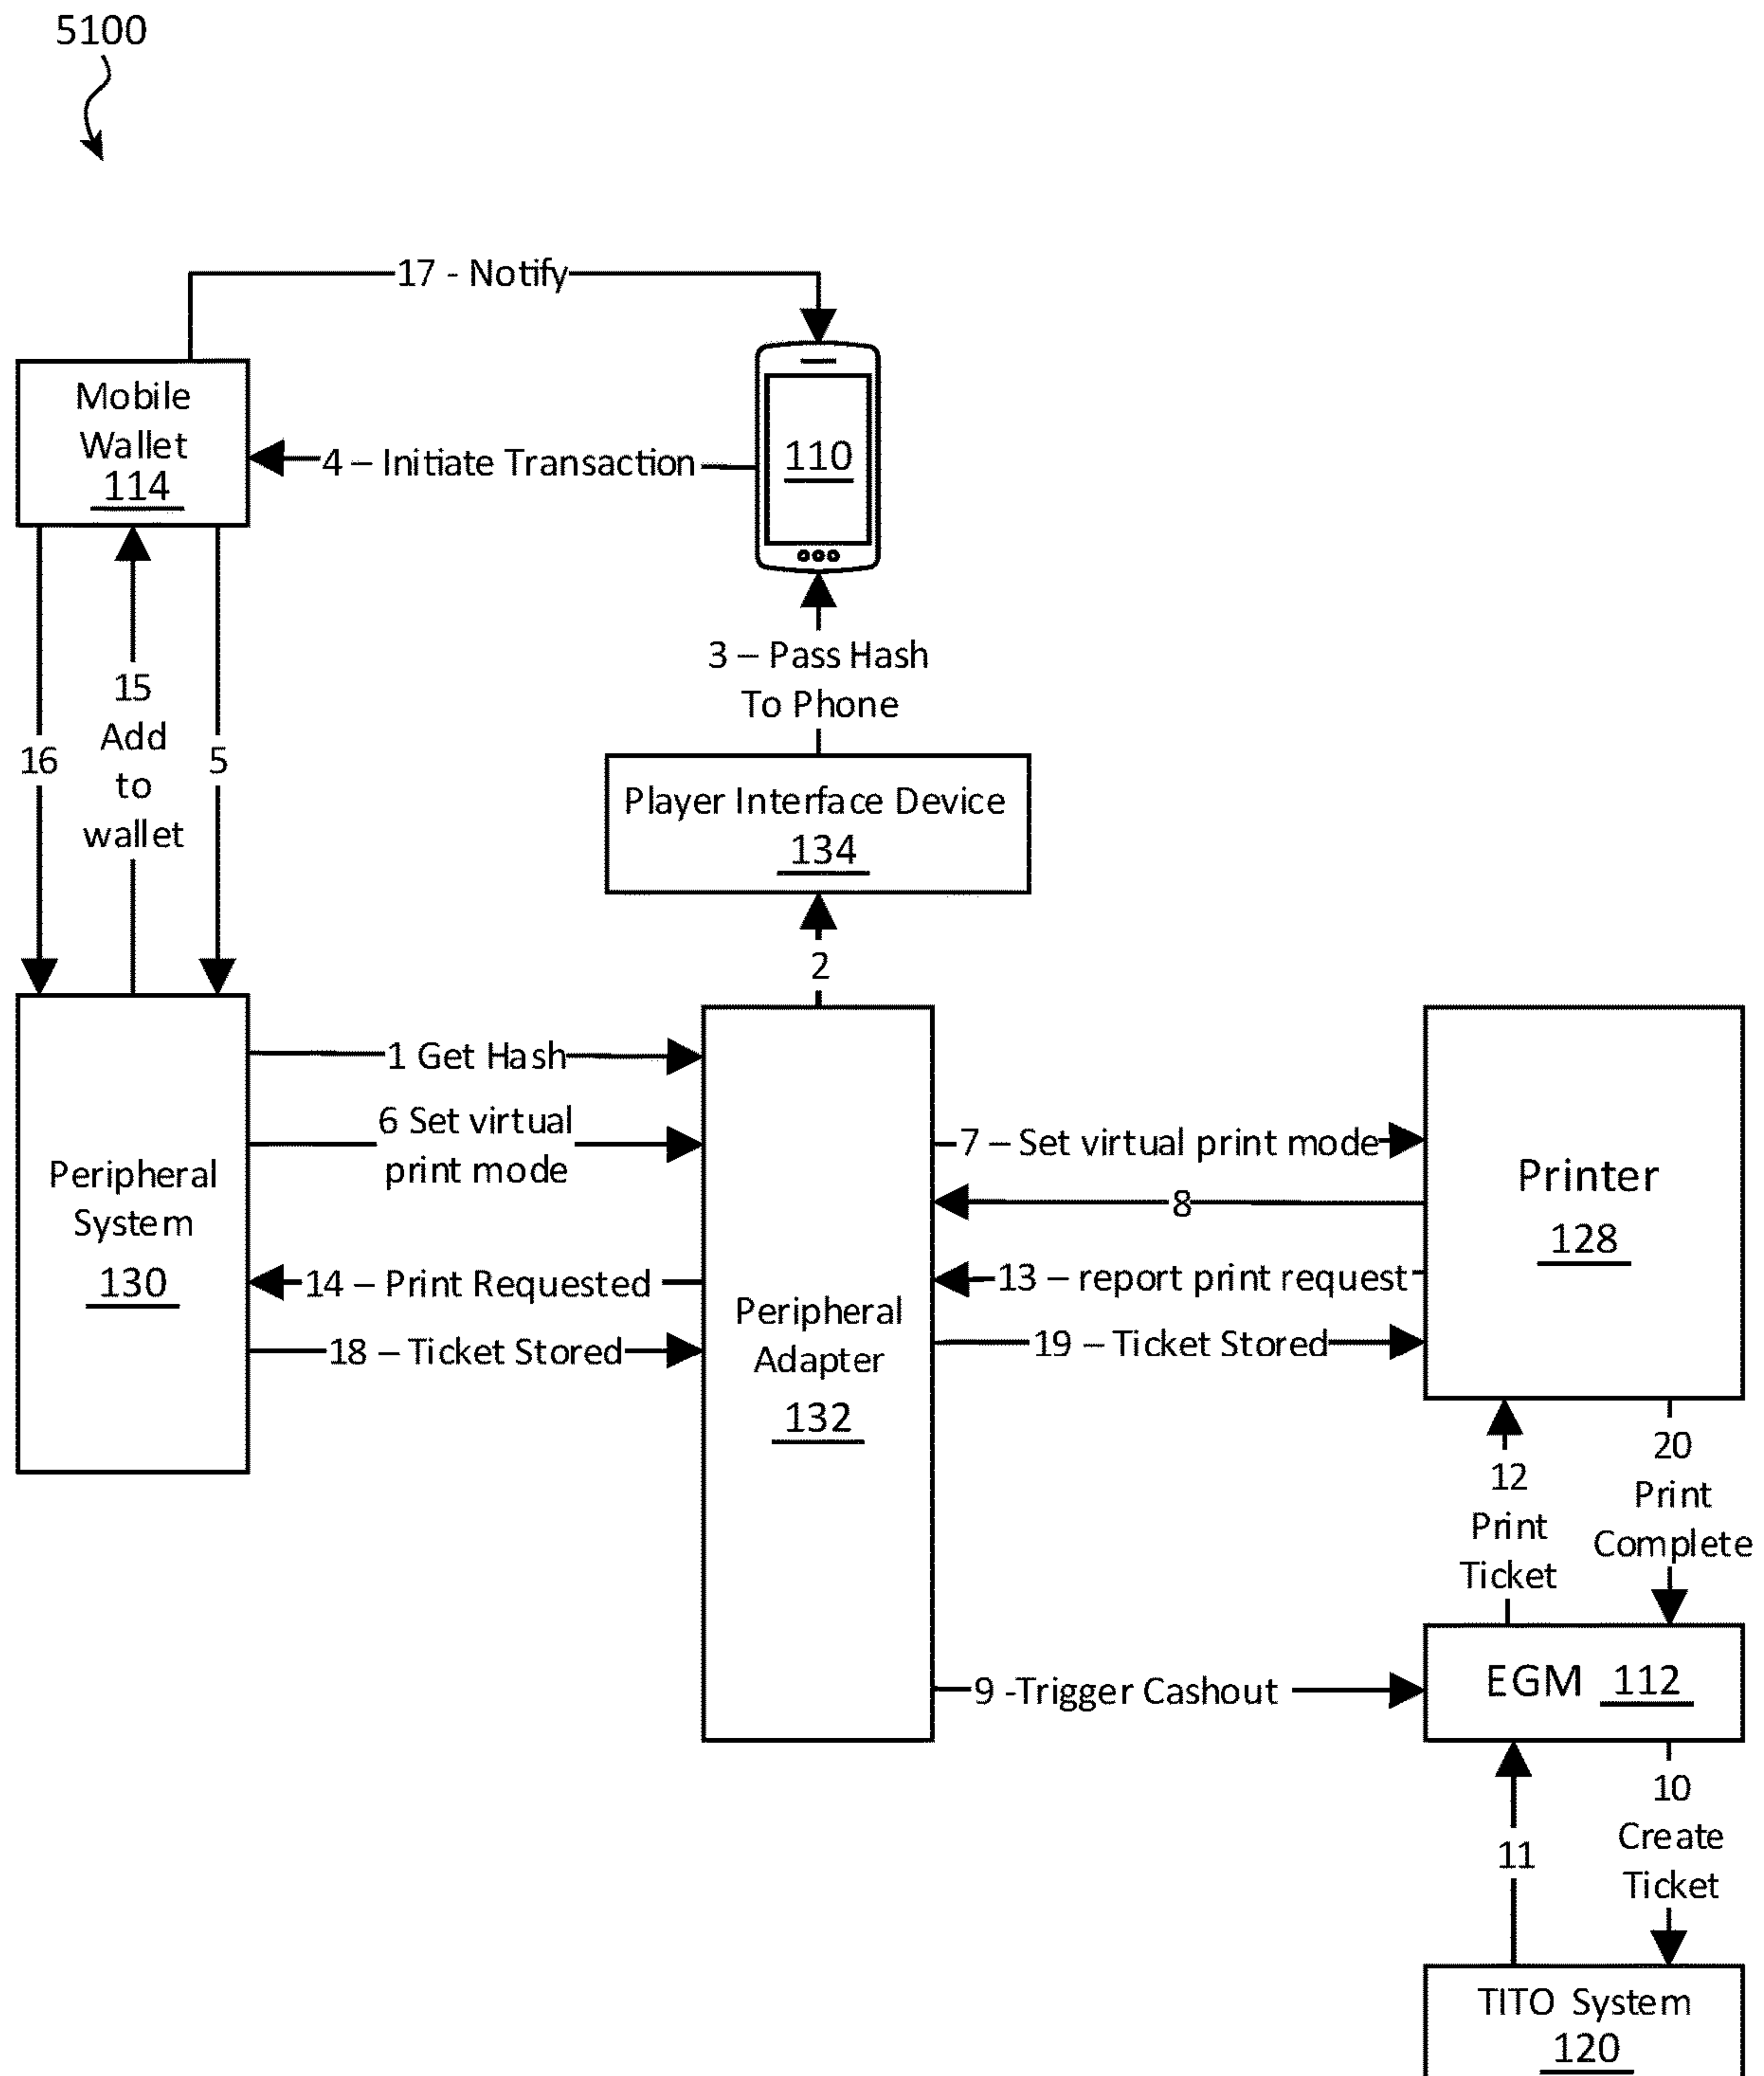 5100
17 - Notify
Mobile
Wallet
114
4 – Initiate Transaction
110
3 – Pass Hash
To Phone
16
15
Add
to
wallet
5
Player Interface Device
134
2
Peripheral
System
130
1 Get Hash
6 Set virtual
print mode
14 – Print Requested
18 – Ticket Stored
Peripheral
Adapter
132
7 – Set virtual print mode
8
13 – report print request
19 – Ticket Stored
Printer
128
12
Print
Ticket
20
Print
Complete
9 -Trigger Cashout
EGM 112
11
10
Create
Ticket
TITO System
120